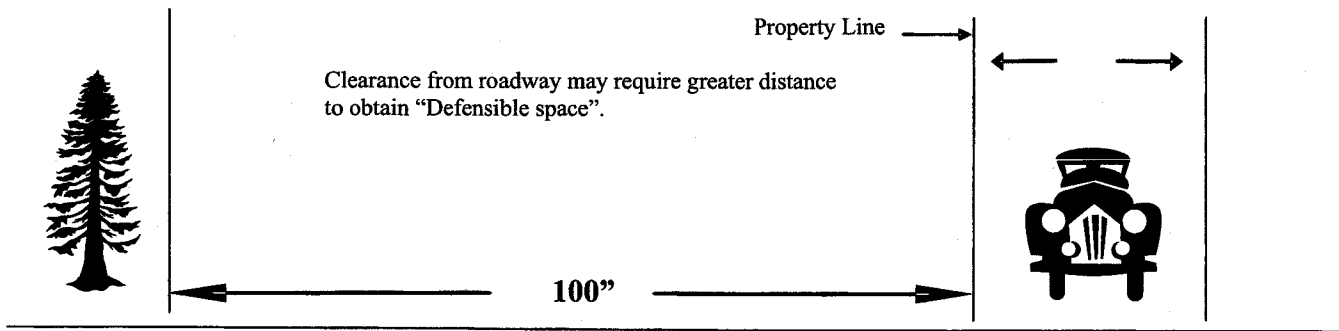 Property Line
Clearance from roadway may require greater distance
to obtain “Defensible space”.
100”